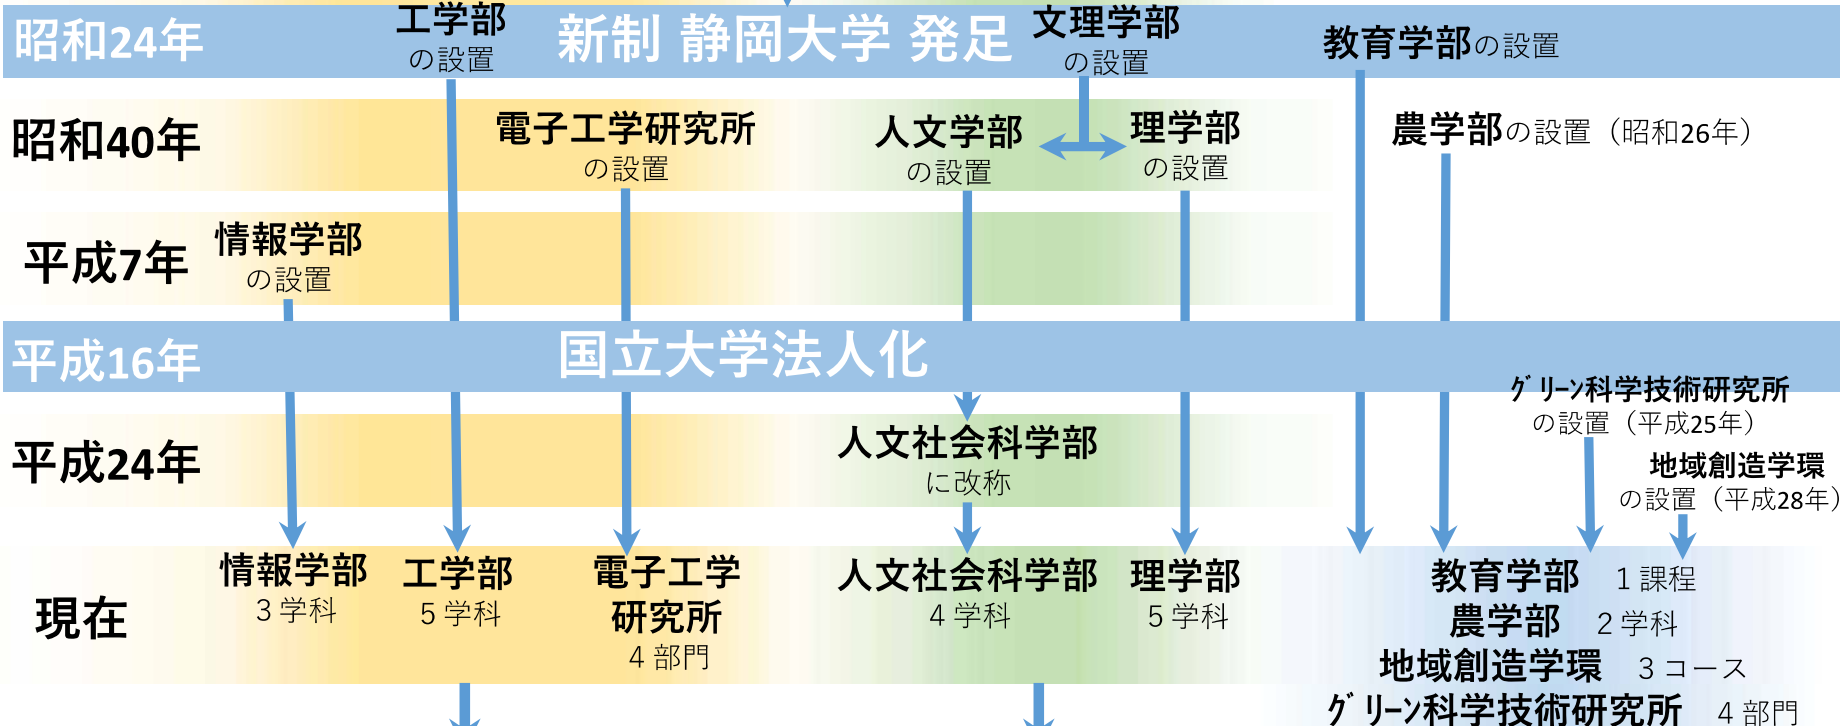 昭和24年
工学部
の設置
新制 静岡大学 発足
文理学部
の設置
教育学部の設置
昭和40年
電子工学研究所
の設置
人文学部
の設置
理学部
の設置
農学部の設置（昭和26年）
平成7年
情報学部
の設置
平成16年
国立大学法人化
グリーン科学技術研究所
の設置（平成25年）
平成24年
人文社会科学部
に改称
地域創造学環
の設置（平成28年）
現在
情報学部
3 学科
工学部
5 学科
電子工学
研究所
4 部門
人文社会科学部
4 学科
理学部
5 学科
教育学部 1 課程
農学部 2 学科
地域創造学環 3 コース
グリーン科学技術研究所 4 部門